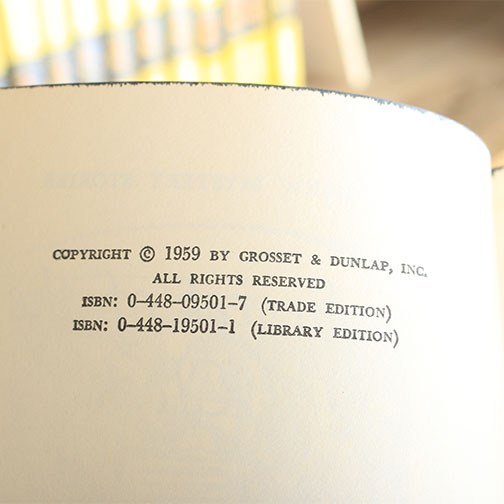 COPYRIGHT © 1959 BY GROSSET & DUNLAP, INC.
ALL RIGHTS RESERVED
ISBN: 0-448-09501-7 (TRADE EDITION)
ISBN: 0-448-19501-1 (LIBRARY EDITION)